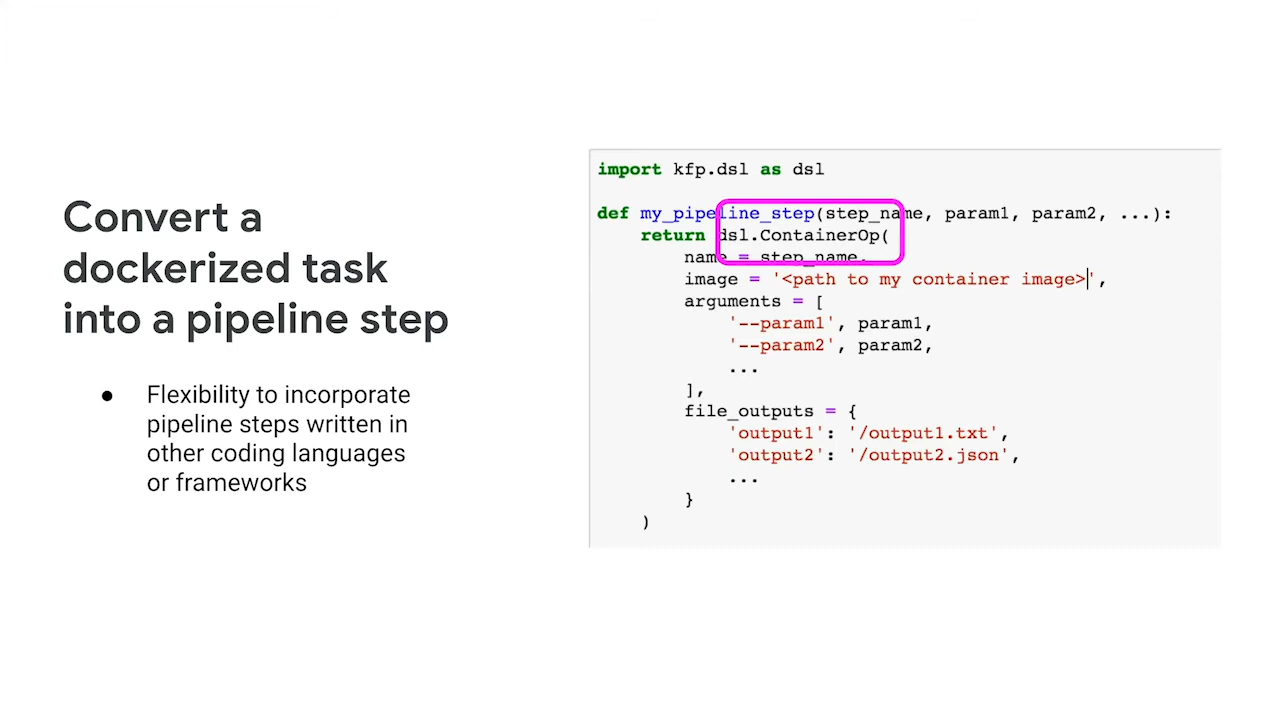 Convert a
dockerized task
into a pipeline step
● Flexibility to incorporate
pipeline steps written in
other coding languages
or frameworks
import kfp.dsl as dsl
def my_pipeline_step(step_name, param1, param2, ...):
    return dsl.ContainerOp(
        name = step_name,
        image = '<path to my container image>',
        arguments = [
            '--param1', param1,
            '--param2', param2,
            ...
        ],
        file_outputs = {
            'output1': '/output1.txt',
            'output2': '/output2.json',
            ...
        }
    )